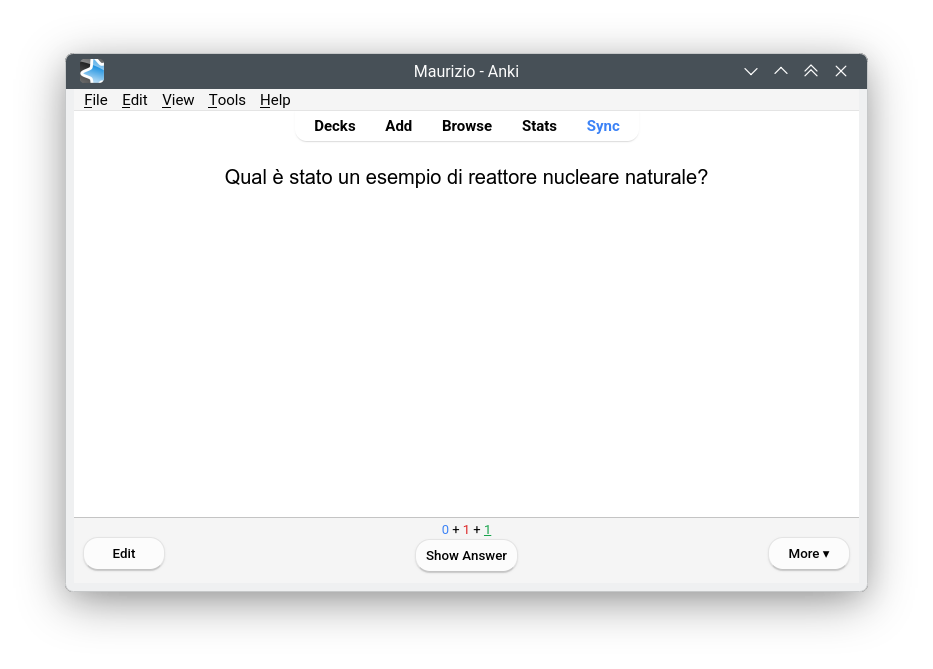 Maurizio - Anki
File Edit View Tools Help
Decks Add Browse Stats Sync
Qual è stato un esempio di reattore nucleare naturale?
0 + 1 + 1
Edit Show Answer More ▾